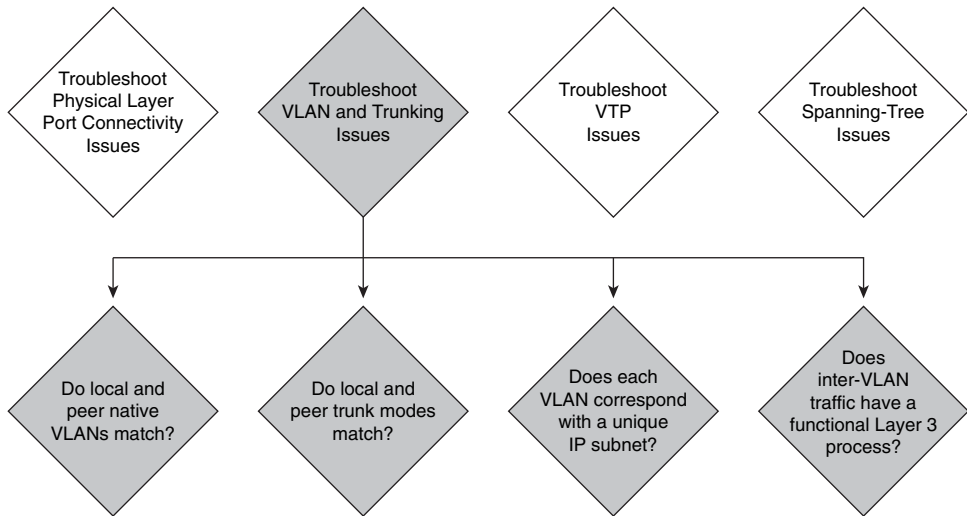 Troubleshoot
Physical Layer
Port Connectivity
Issues
Troubleshoot
VLAN and Trunking
Issues
Troubleshoot
VTP
Issues
Troubleshoot
Spanning-Tree
Issues
Do local and
peer native
VLANs match?
Do local and
peer trunk modes
match?
Does each
VLAN correspond
with a unique
IP subnet?
Does
inter-VLAN
traffic have a
functional Layer 3
process?